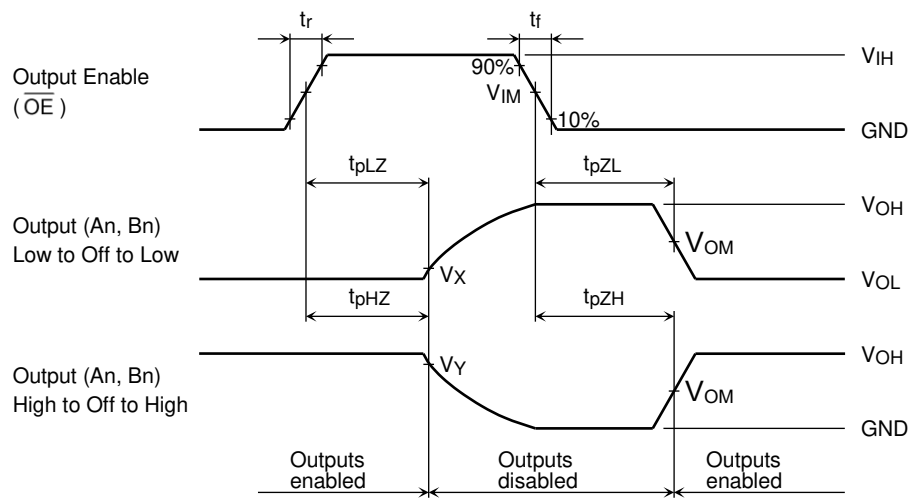 tr
tf
Output Enable
( OE )
90%
VIM
10%
VIH
GND
tpLZ
tpZL
Output (An, Bn)
Low to Off to Low
VX
VOH
VOM
VOL
tpHZ
tpZH
Output (An, Bn)
High to Off to High
VY
VOH
VOM
GND
Outputs
enabled
Outputs
disabled
Outputs
enabled